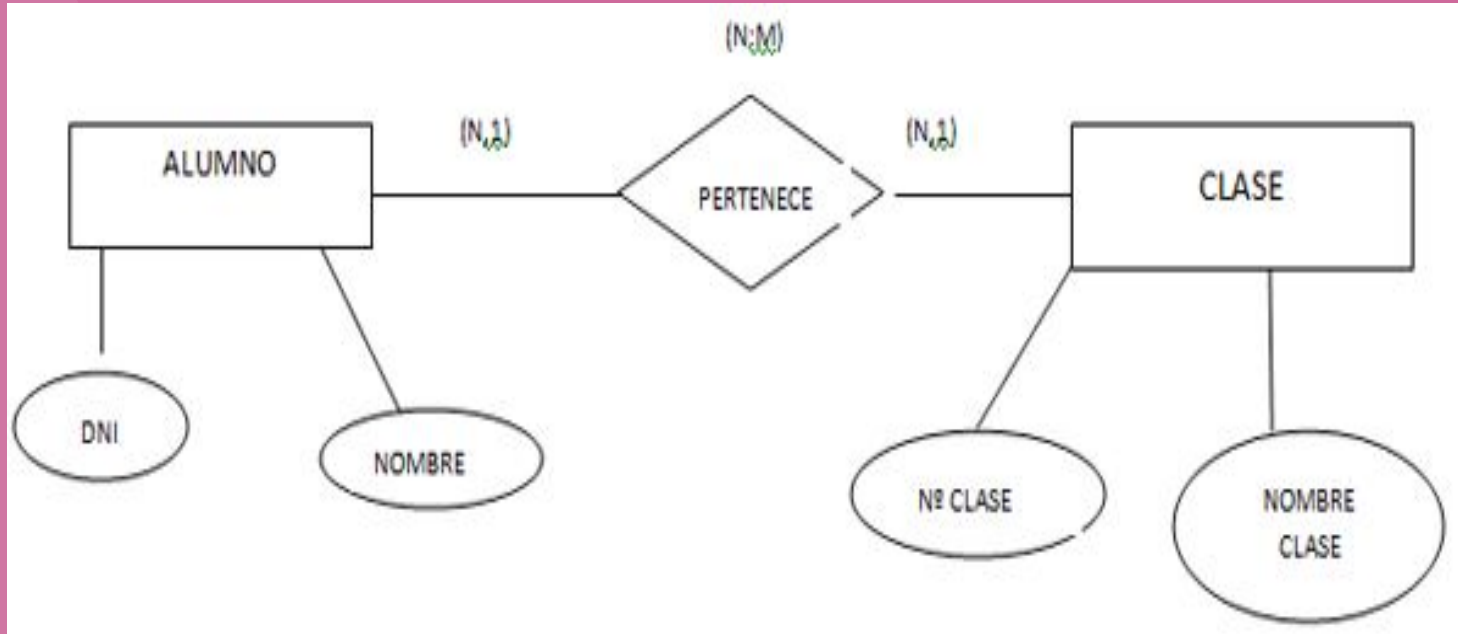 (N:M)
(N,1)
(N,1)
ALUMNO
PERTENECE
CLASE
DNI
NOMBRE
Nº CLASE
NOMBRE
CLASE